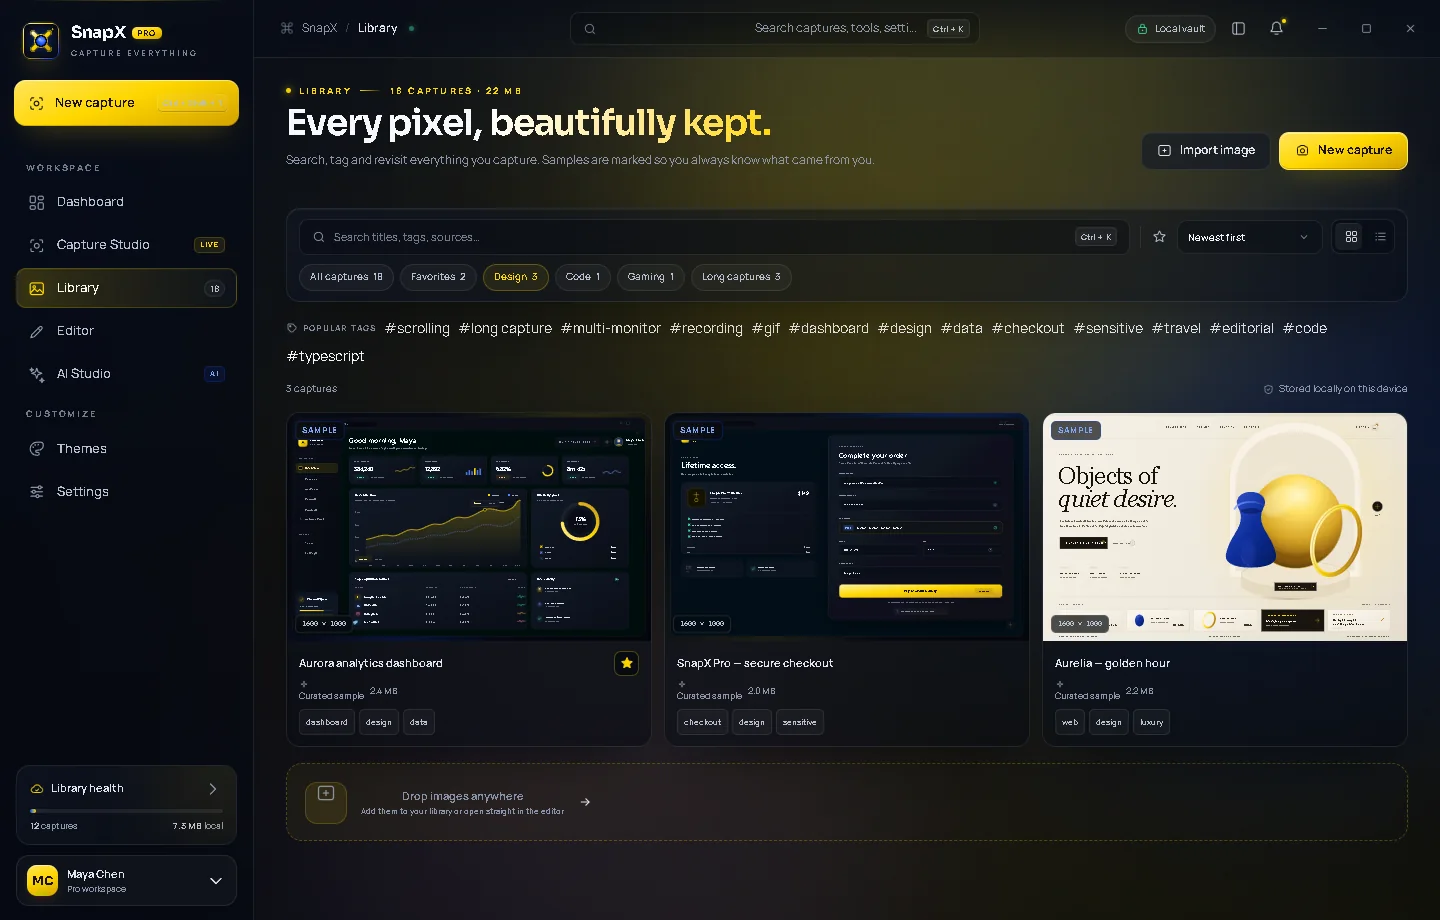 SnapX PRO
CAPTURE EVERYTHING
New capture
WORKSPACE
Dashboard
Capture Studio LIVE
Library 18
Editor
AI Studio AI
CUSTOMIZE
Themes
Settings
Library health
12 captures 7.3 MB local
MC Maya Chen
Pro workspace
SnapX / Library
Search captures, tools, setti... Ctrl + K
Local vault
LIBRARY — 18 CAPTURES · 22 MB
Every pixel, beautifully kept.
Search, tag and revisit everything you capture. Samples are marked so you always know what came from you.
Import image
New capture
Search titles, tags, sources... Ctrl + K
Newest first
All captures 18 Favorites 2 Design 3 Code 1 Gaming 1 Long captures 3
POPULAR TAGS #scrolling #long capture #multi-monitor #recording #gif #dashboard #design #data #checkout #sensitive #travel #editorial #code
#typescript
3 captures
Stored locally on this device
SAMPLE
Good morning, Maya
1600 × 1000
Aurora analytics dashboard
Curated sample 2.4 MB
dashboard design data
SAMPLE
Complete your order
Lifetime access.
1600 × 1000
SnapX Pro — secure checkout
Curated sample 2.0 MB
checkout design sensitive
SAMPLE
Objects of
quiet desire.
1600 × 1000
Aurelia — golden hour
Curated sample 2.2 MB
web design luxury
Drop images anywhere
Add them to your library or open straight in the editor